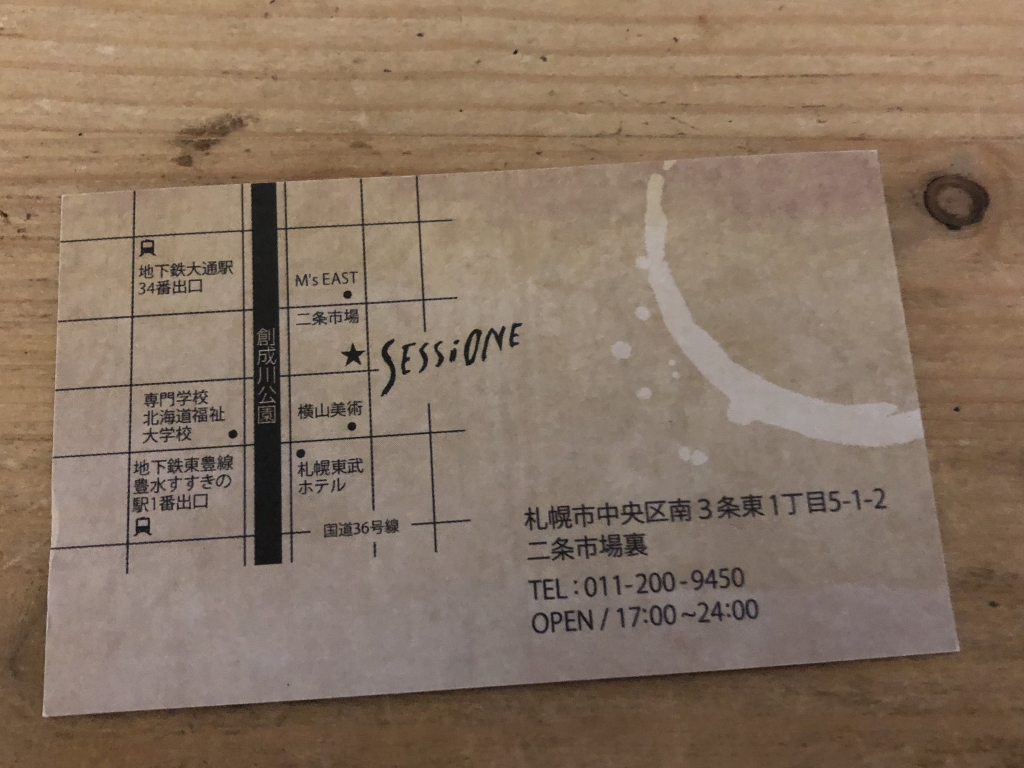 地下鉄大通駅
34番出口
M's EAST
二条市場
創成川公園
SESSiONE
専門学校
北海道福祉
大学校
横山美術
地下鉄東豊線
豊水すすきの
駅1番出口
札幌東武
ホテル
国道36号線
札幌市中央区南3条東1丁目5-1-2
二条市場裏
TEL:011-200-9450
OPEN / 17:00~24:00